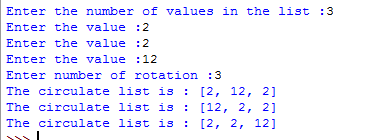 Enter the number of values in the list :3
Enter the value :2
Enter the value :2
Enter the value :12
Enter number of rotation :3
The circulate list is : [2, 12, 2]
The circulate list is : [12, 2, 2]
The circulate list is : [2, 2, 12]
>>>